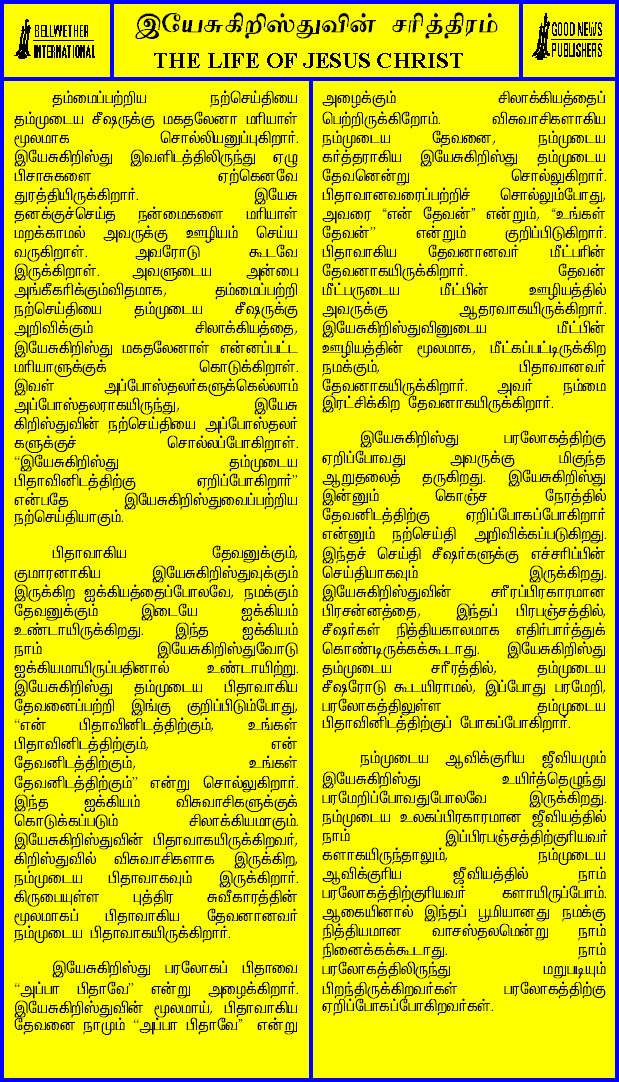 BELLWETHER
INTERNATIONAL
இயேசுகிறிஸ்துவின் சரித்திரம்
THE LIFE OF JESUS CHRIST
GOOD NEWS
PUBLISHERS
தம்மைப்பற்றிய நற்செய்தியை
தம்முடைய சீஷருக்கு மகதலேனா மரியாள்
மூலமாக சொல்லியனுப்புகிறார்.
இயேசுகிறிஸ்து இவளிடத்திலிருந்து ஏழு
பிசாசுகளை ஏற்கெனவே
துரத்தியிருக்கிறார். இயேசு
தனக்குச்செய்த நன்மைகளை மரியாள்
மறக்காமல் அவருக்கு ஊழியம் செய்ய
வருகிறாள். அவரோடு கூடவே
இருக்கிறாள். அவளுடைய அன்பை
அங்கீகரிக்கும்விதமாக, தம்மைப்பற்றி
நற்செய்தியை தம்முடைய சீஷருக்கு
அறிவிக்கும் சிலாக்கியத்தை,
இயேசுகிறிஸ்து மகதலேனாள் என்னப்பட்ட
மரியாளுக்குக் கொடுக்கிறார்.
இவள் அப்போஸ்தலர்களுக்கெல்லாம்
அப்போஸ்தலராகயிருந்து, இயேசு
கிறிஸ்துவின் நற்செய்தியை அப்போஸ்தலர்
களுக்குச் சொல்லப்போகிறாள்.
“இயேசுகிறிஸ்து தம்முடைய
பிதாவினிடத்திற்கு ஏறிப்போகிறார்”
என்பதே இயேசுகிறிஸ்துவைப்பற்றிய
நற்செய்தியாகும்.
பிதாவாகிய தேவனுக்கும்,
குமாரனாகிய இயேசுகிறிஸ்துவுக்கும்
இருக்கிற ஐக்கியத்தைப்போலவே, நமக்கும்
தேவனுக்கும் இடையே ஐக்கியம்
உண்டாயிருக்கிறது. இந்த ஐக்கியம்
நாம் இயேசுகிறிஸ்துவோடு
ஐக்கியமாயிருப்பதினால் உண்டாயிற்று.
இயேசுகிறிஸ்து தம்முடைய பிதாவாகிய
தேவனைப்பற்றி இங்கு குறிப்பிடும்போது,
“என் பிதாவினிடத்திற்கும், உங்கள்
பிதாவினிடத்திற்கும், என்
தேவனிடத்திற்கும், உங்கள்
தேவனிடத்திற்கும்” என்று சொல்லுகிறார்.
இந்த ஐக்கியம் விசுவாசிகளுக்குக்
கொடுக்கப்படும் சிலாக்கியமாகும்.
இயேசுகிறிஸ்துவின் பிதாவாகயிருக்கிறவர்,
கிறிஸ்துவில் விசுவாசிகளாக இருக்கிற,
நம்முடைய பிதாவாகவும் இருக்கிறார்.
கிருபையுள்ள புத்திர சுவீகாரத்தின்
மூலமாகப் பிதாவாகிய தேவனானவர்
நம்முடைய பிதாவாகயிருக்கிறார்.
இயேசுகிறிஸ்து பரலோகப் பிதாவை
“அப்பா பிதாவே” என்று அழைக்கிறார்.
இயேசுகிறிஸ்துவின் மூலமாய், பிதாவாகிய
தேவனை நாமும் “அப்பா பிதாவே” என்று
அழைக்கும் சிலாக்கியத்தைப்
பெற்றிருக்கிறோம். விசுவாசிகளாகிய
நம்முடைய தேவனை, நம்முடைய
கர்த்தராகிய இயேசுகிறிஸ்து தம்முடைய
தேவனென்று சொல்லுகிறார்.
பிதாவானவரைப்பற்றிச் சொல்லும்போது,
அவரை “என் தேவன்” என்றும், “உங்கள்
தேவன்” என்றும் குறிப்பிடுகிறார்.
பிதாவாகிய தேவனானவர் மீட்பரின்
தேவனாகயிருக்கிறார். தேவன்
மீட்பருடைய மீட்பின் ஊழியத்தில்
அவருக்கு ஆதரவாகயிருக்கிறார்.
இயேசுகிறிஸ்துவினுடைய மீட்பின்
ஊழியத்தின் மூலமாக, மீட்கப்பட்டிருக்கிற
நமக்கும், பிதாவானவர்
தேவனாகயிருக்கிறார். அவர் நம்மை
இரட்சிக்கிற தேவனாகயிருக்கிறார்.
இயேசுகிறிஸ்து பரலோகத்திற்கு
ஏறிப்போவது அவருக்கு மிகுந்த
ஆறுதலைத் தருகிறது. இயேசுகிறிஸ்து
இன்னும் கொஞ்ச நேரத்தில்
தேவனிடத்திற்கு ஏறிப்போகப்போகிறார்
என்னும் நற்செய்தி அறிவிக்கப்படுகிறது.
இந்தச் செய்தி சீஷர்களுக்கு எச்சரிப்பின்
செய்தியாகவும் இருக்கிறது.
இயேசுகிறிஸ்துவின் சரீரப்பிரகாரமான
பிரசன்னத்தை, இந்தப் பிரபஞ்சத்தில்,
சீஷர்கள் நித்தியகாலமாக எதிர்பார்த்துக்
கொண்டிருக்கக்கூடாது. இயேசுகிறிஸ்து
தம்முடைய சரீரத்தில், தம்முடைய
சீஷரோடு கூடயிராமல், இப்போது பரமேறி,
பரலோகத்திலுள்ள தம்முடைய
பிதாவினிடத்திற்குப் போகப்போகிறார்.
நம்முடைய ஆவிக்குரிய ஜீவியமும்
இயேசுகிறிஸ்து உயிர்த்தெழுந்து
பரமேறிப்போவதுபோலவே இருக்கிறது.
நம்முடைய உலகப்பிரகாரமான ஜீவியத்தில்
நாம் இப்பிரபஞ்சத்திற்குரியவர்
களாகயிருந்தாலும், நம்முடைய
ஆவிக்குரிய ஜீவியத்தில் நாம்
பரலோகத்திற்குரியவர் களாயிருப்போம்.
ஆகையினால் இந்தப் பூமியானது நமக்கு
நித்தியமான வாசஸ்தலமென்று நாம்
நினைக்கக்கூடாது. நாம்
பரலோகத்திலிருந்து மறுபடியும்
பிறந்திருக்கிறவர்கள் பரலோகத்திற்கு
ஏறிப்போகப்போகிறவர்கள்.